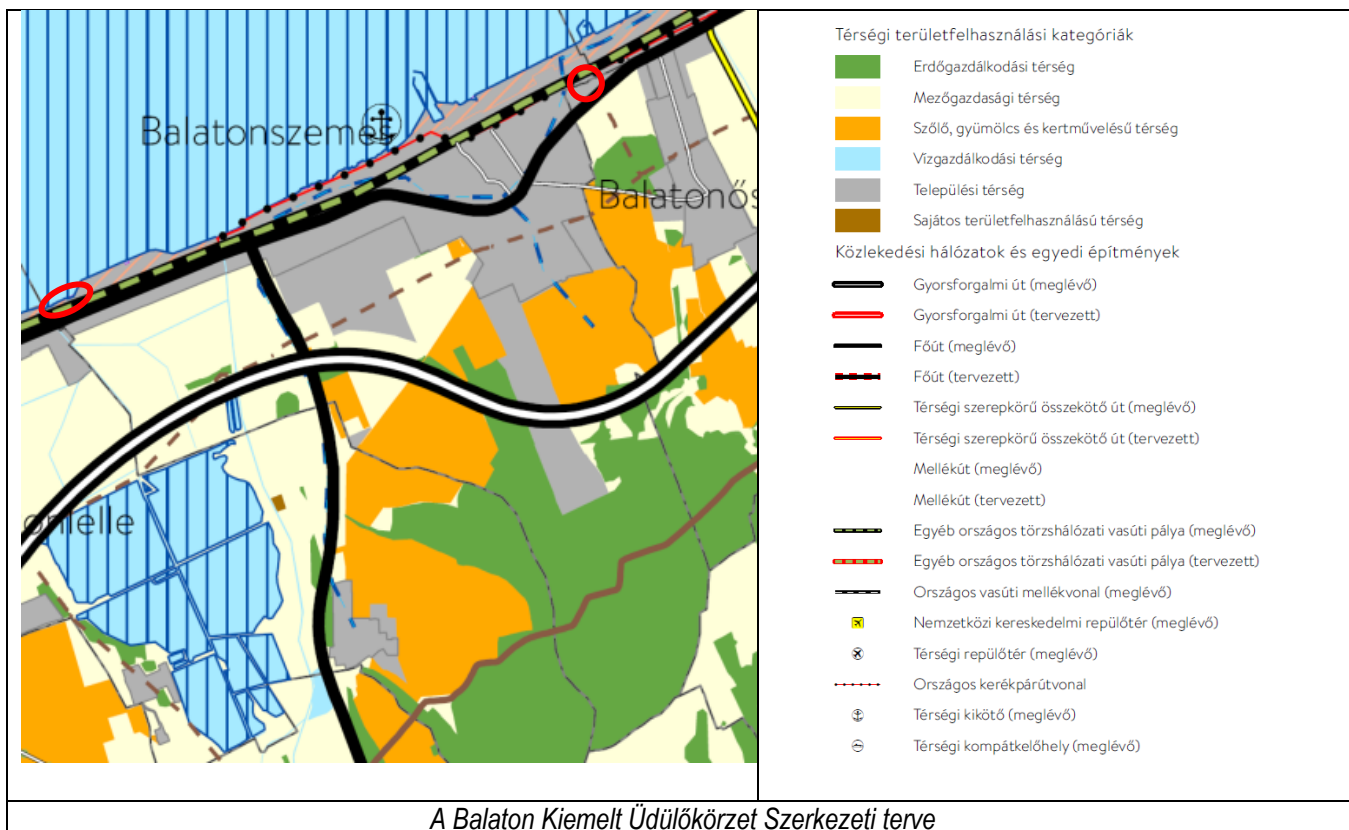 Balatonszemes
Balatonős
onlelle
Térségi területfelhasználási kategóriák
Erdőgazdálkodási térség
Mezőgazdasági térség
Szőlő, gyümölcs és kertművelésű térség
Vízgazdálkodási térség
Települési térség
Sajátos területfelhasználású térség
Közlekedési hálózatok és egyedi építmények
Gyorsforgalmi út (meglévő)
Gyorsforgalmi út (tervezett)
Főút (meglévő)
Főút (tervezett)
Térségi szerepkörű összekötő út (meglévő)
Térségi szerepkörű összekötő út (tervezett)
Mellékút (meglévő)
Mellékút (tervezett)
Egyéb országos törzshálózati vasúti pálya (meglévő)
Egyéb országos törzshálózati vasúti pálya (tervezett)
Országos vasúti mellékvonal (meglévő)
Nemzetközi kereskedelmi repülőtér (meglévő)
Térségi repülőtér (meglévő)
Országos kerékpárútvonal
Térségi kikötő (meglévő)
Térségi kompátkelőhely (meglévő)
A Balaton Kiemelt Üdülőkörzet Szerkezeti terve